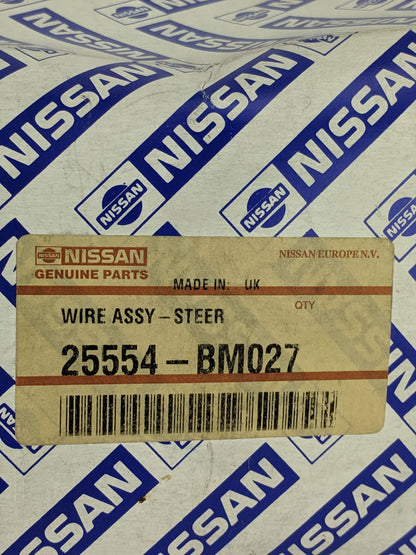 NISSAN
NISSAN
NISSAN
NISSAN
NISSAN
GENUINE PARTS
NISSAN EUROPE N.V.
MADE IN: UK
QTY
WIRE ASSY-STEER
25554-BM027
NISSAN
NISSAN
NISSAN